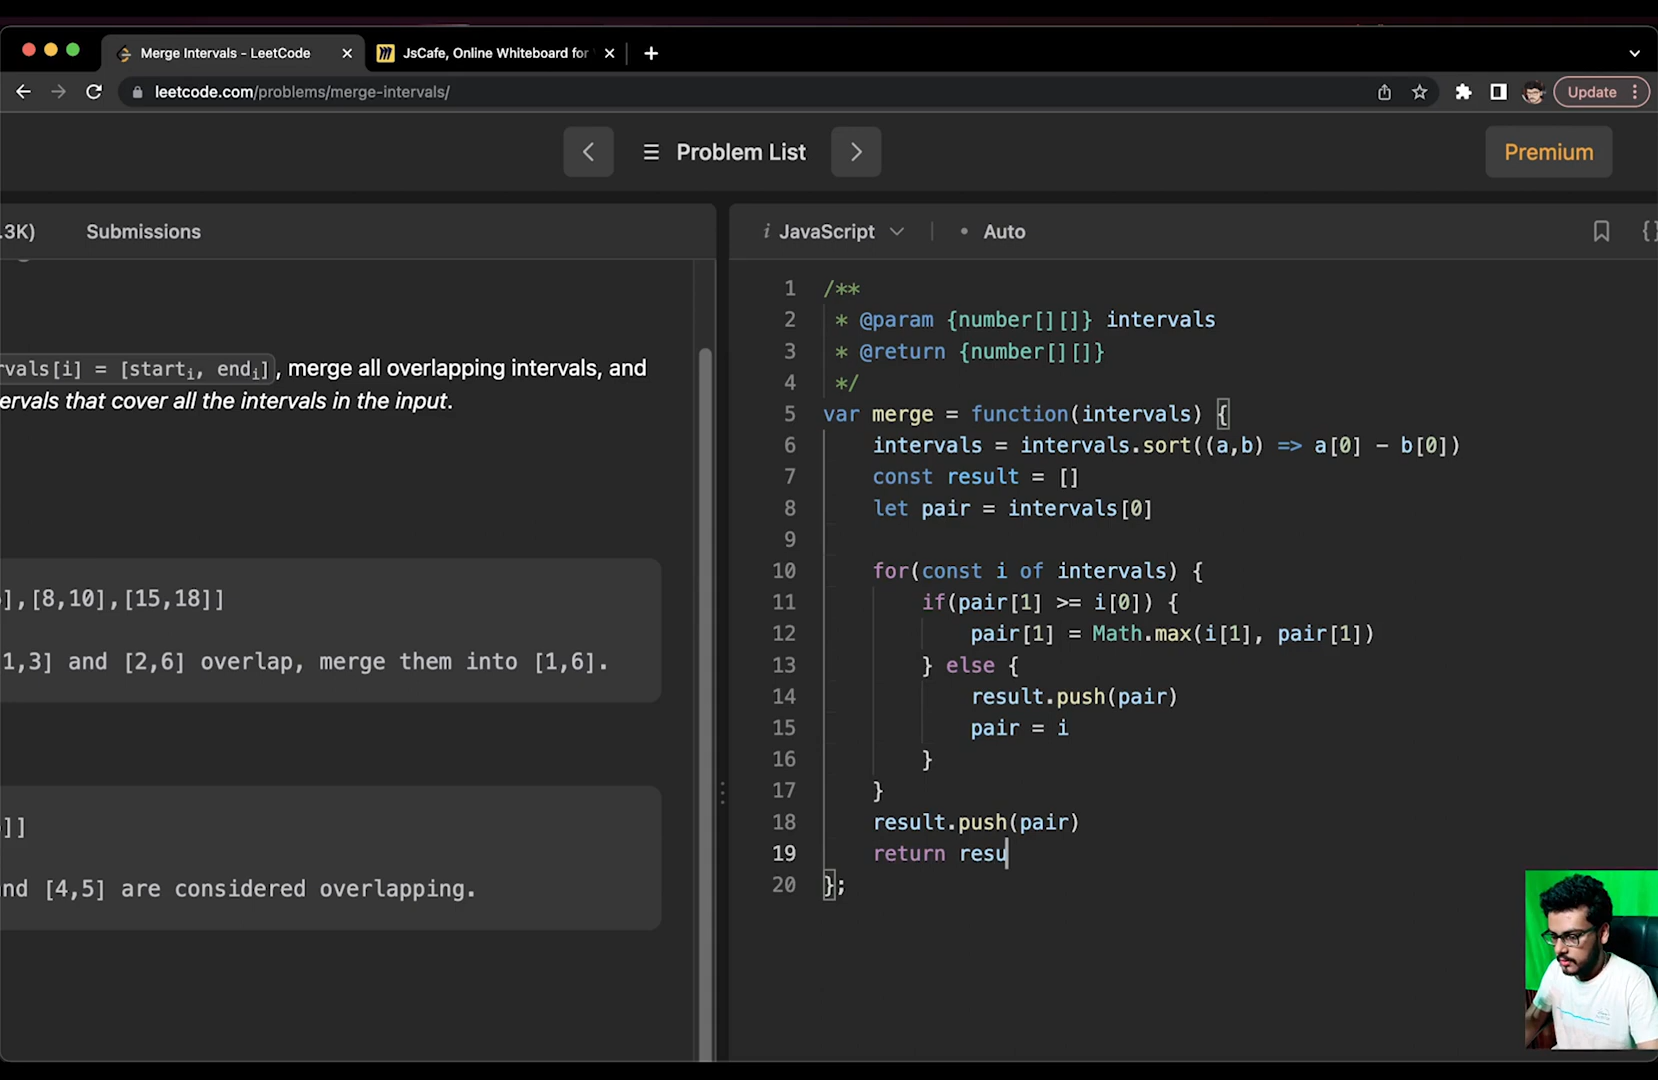 Merge Intervals - LeetCode
JsCafe, Online Whiteboard for
leetcode.com/problems/merge-intervals/
Update
Problem List
Premium
.3K)
Submissions
i JavaScript
Auto
rvals[i] = [starti, endi], merge all overlapping intervals, and
ervals that cover all the intervals in the input.
],[8,10],[15,18]]
1,3] and [2,6] overlap, merge them into [1,6].
]]
nd [4,5] are considered overlapping.
1 /**
2 * @param {number[][]} intervals
3 * @return {number[][]}
4 */
5 var merge = function(intervals) {
6 intervals = intervals.sort((a,b) => a[0] - b[0])
7 const result = []
8 let pair = intervals[0]
9
10 for(const i of intervals) {
11 if(pair[1] >= i[0]) {
12 pair[1] = Math.max(i[1], pair[1])
13 } else {
14 result.push(pair)
15 pair = i
16 }
17 }
18 result.push(pair)
19 return resu
20 };